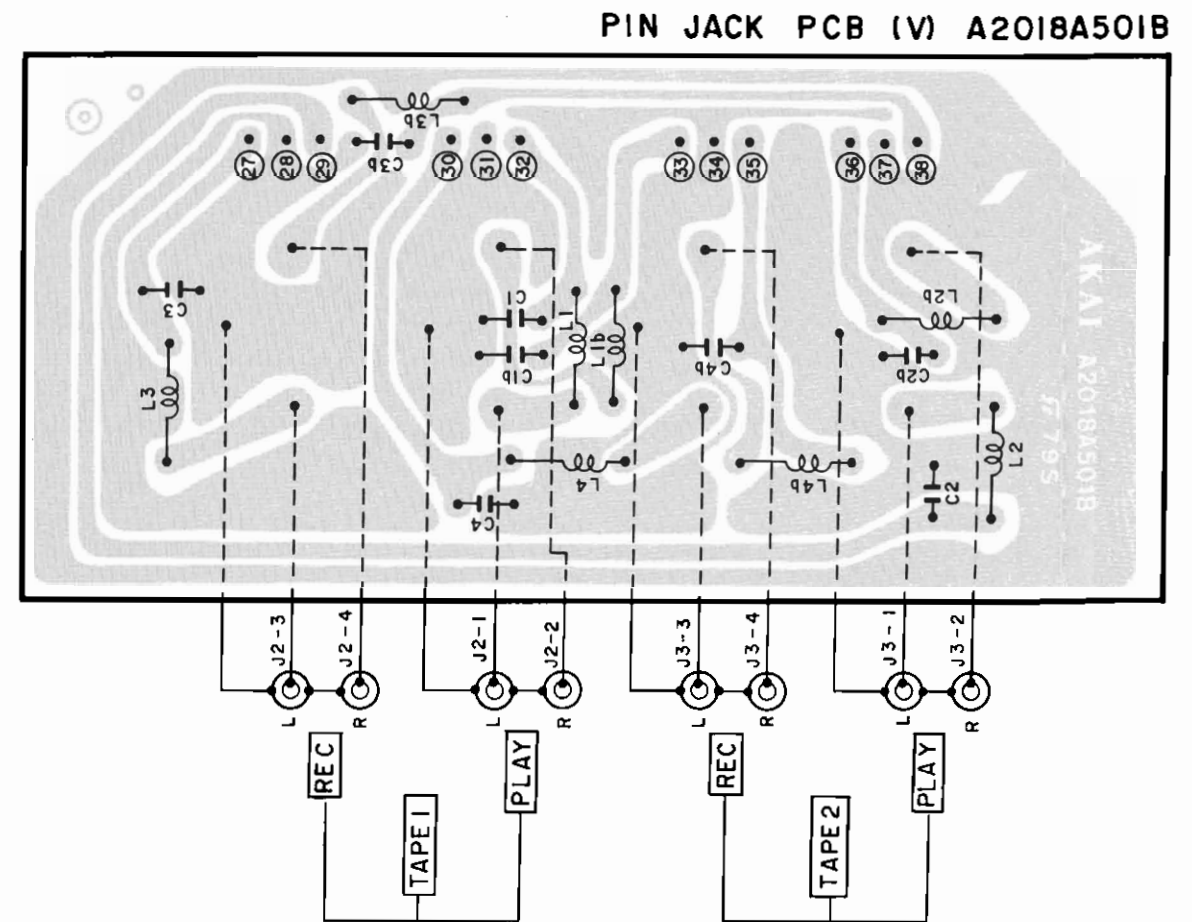 PIN JACK PCB (V) A2018A501B
L3b
C3b
27 28 29 30 31 32 33 34 35 36 37 38
AKAI A2018A501B
C3
C1
L1
L1b
L2b
C1b
C4b
C2b
L3
L4
L4b
L2
C2
C4
J2-3 J2-4 J2-1 J2-2 J3-3 J3-4 J3-1 J3-2
L R L R L R L R
REC PLAY REC PLAY
TAPE1 TAPE2